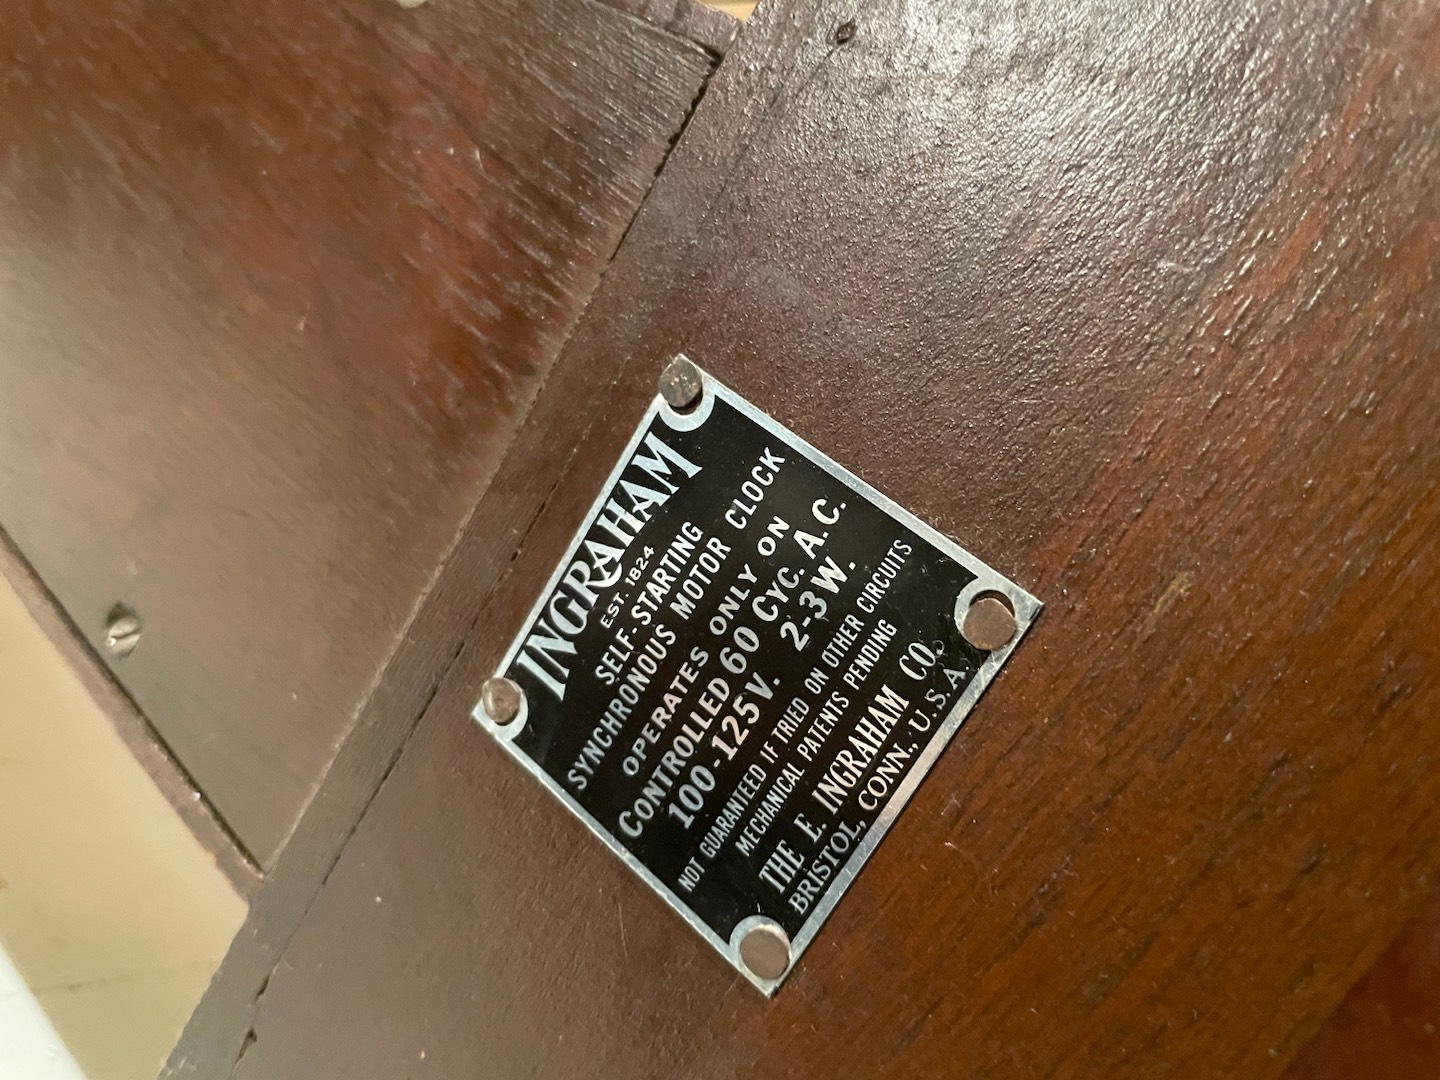 INGRAHAM
EST. 1824
SELF-STARTING
SYNCHRONOUS MOTOR CLOCK
OPERATES ONLY ON
CONTROLLED 60 CYC. A.C.
100-125V. 2-3W.
NOT GUARANTEED IF TRIED ON OTHER CIRCUITS
MECHANICAL PATENTS PENDING
THE E. INGRAHAM CO.
BRISTOL, CONN., U.S.A.